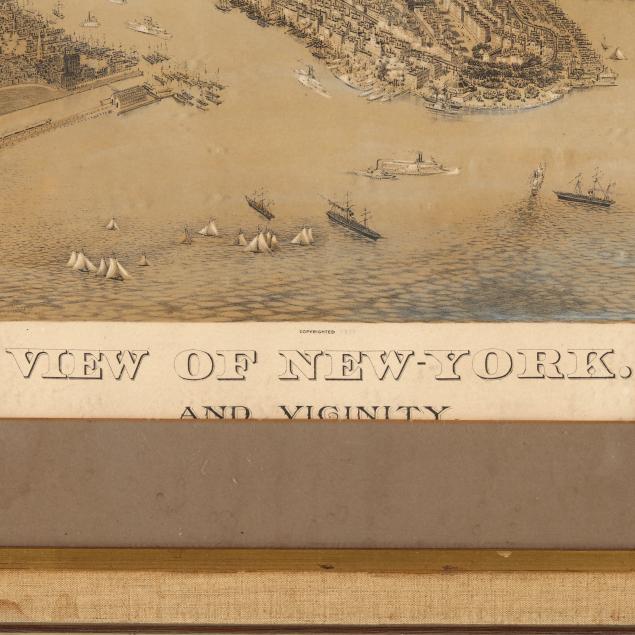 COPYRIGHTED
VIEW OF NEW-YORK.
AND VICINITY.